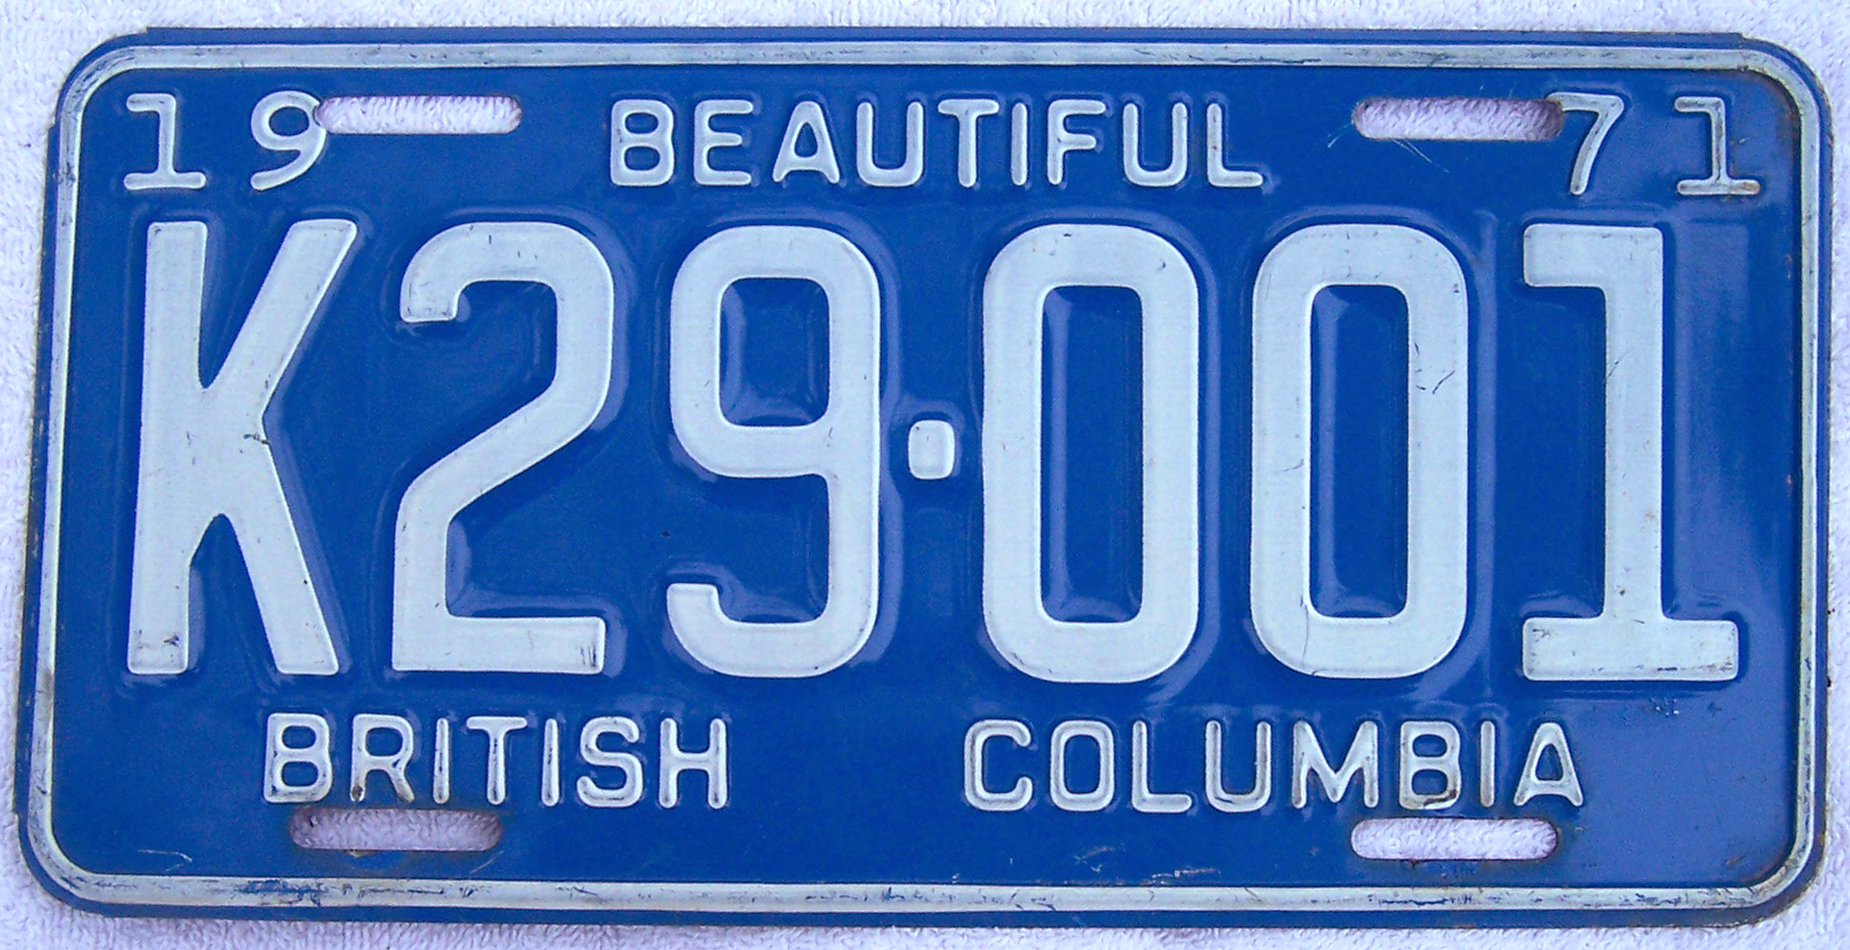 19 BEAUTIFUL 71
K29·001
BRITISH COLUMBIA